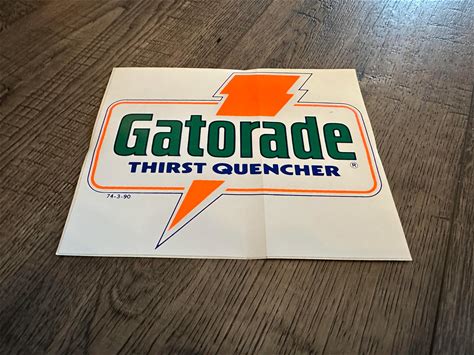 Gatorade
THIRST QUENCHER ®
74-3-90